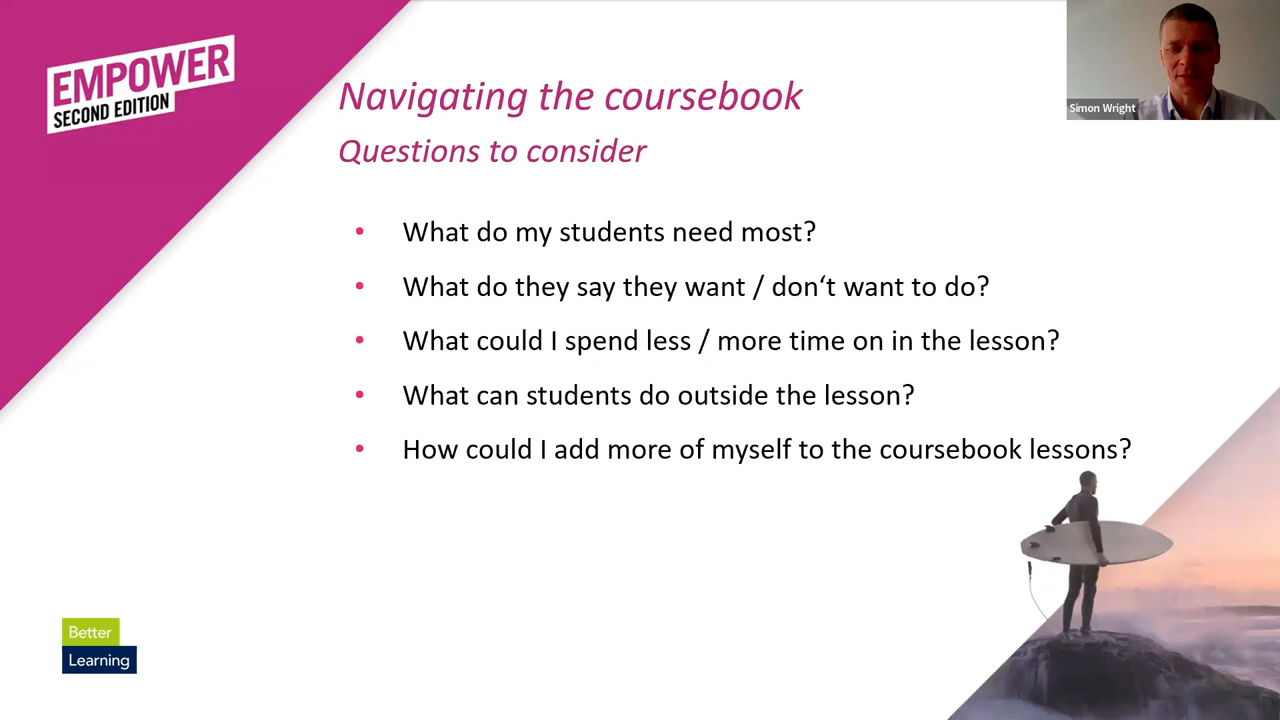 EMPOWER
SECOND EDITION
Simon Wright
Navigating the coursebook
Questions to consider
• What do my students need most?
• What do they say they want / don‘t want to do?
• What could I spend less / more time on in the lesson?
• What can students do outside the lesson?
• How could I add more of myself to the coursebook lessons?
Better
Learning